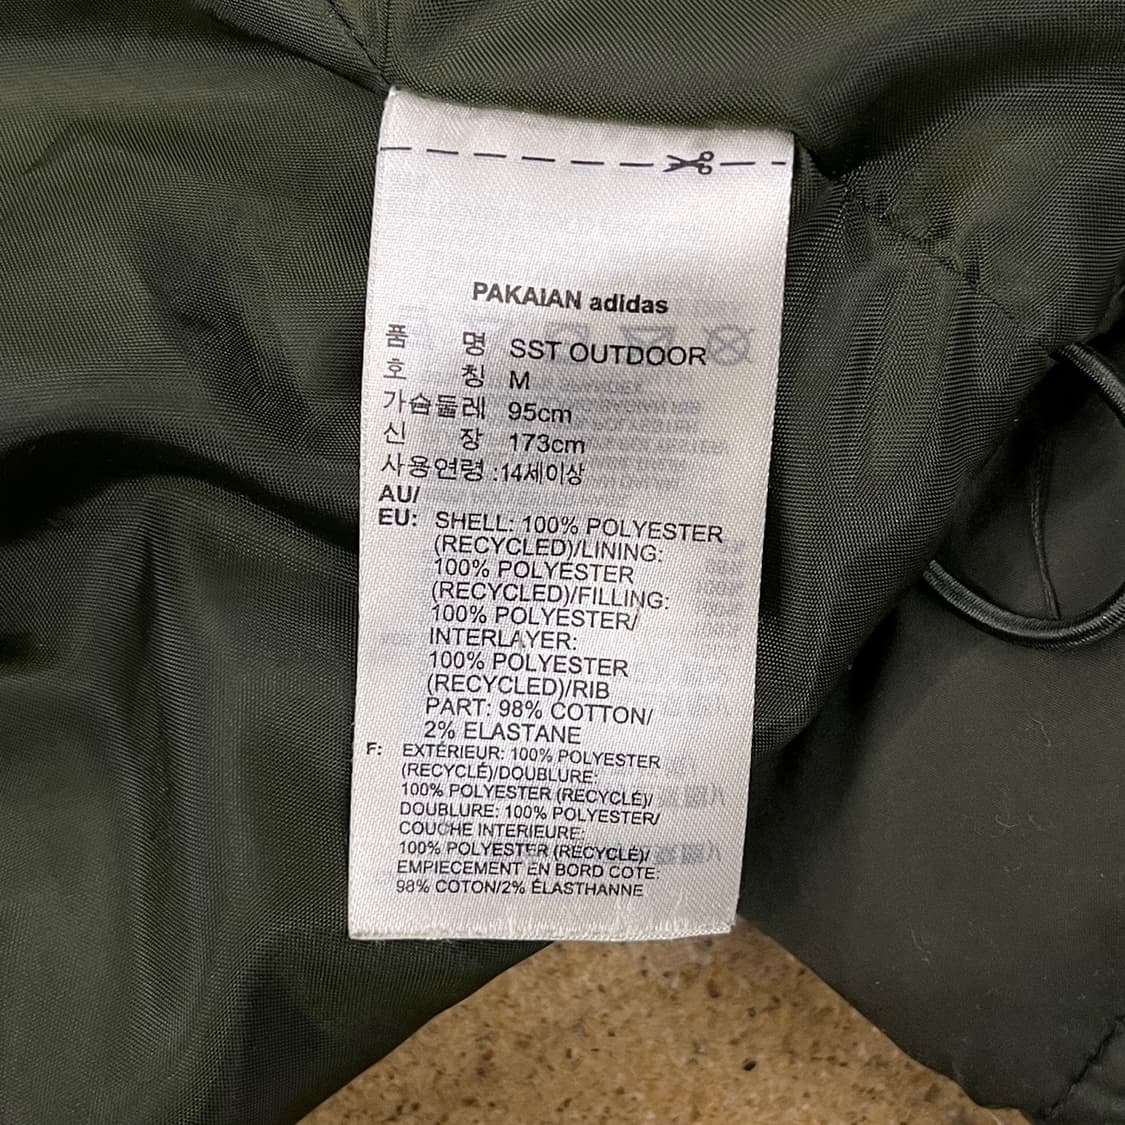 PAKAIAN adidas
품 명 SST OUTDOOR
호 칭 M
가슴둘레 95cm
신 장 173cm
사용연령 :14세이상
AU/
EU: SHELL: 100% POLYESTER
(RECYCLED)/LINING:
100% POLYESTER
(RECYCLED)/FILLING:
100% POLYESTER/
INTERLAYER:
100% POLYESTER
(RECYCLED)/RIB
PART: 98% COTTON/
2% ELASTANE
F: EXTÉRIEUR: 100% POLYESTER
(RECYCLÉ)/DOUBLURE:
100% POLYESTER (RECYCLÉ)/
DOUBLURE: 100% POLYESTER/
COUCHE INTERIEURE:
100% POLYESTER (RECYCLÉ)/
EMPIECEMENT EN BORD COTE:
98% COTON/2% ÉLASTHANNE